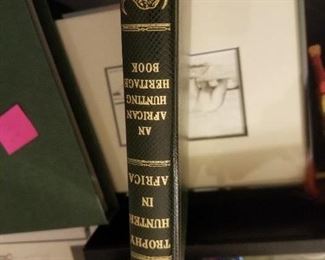 TROPHY
HUNTER
IN
AFRICA
AN
AFRICAN
HUNTING
HERITAGE
BOOK